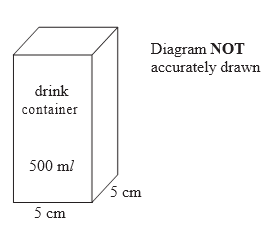 Diagram NOT
accurately drawn
drink
container
500 ml
5 cm
5 cm